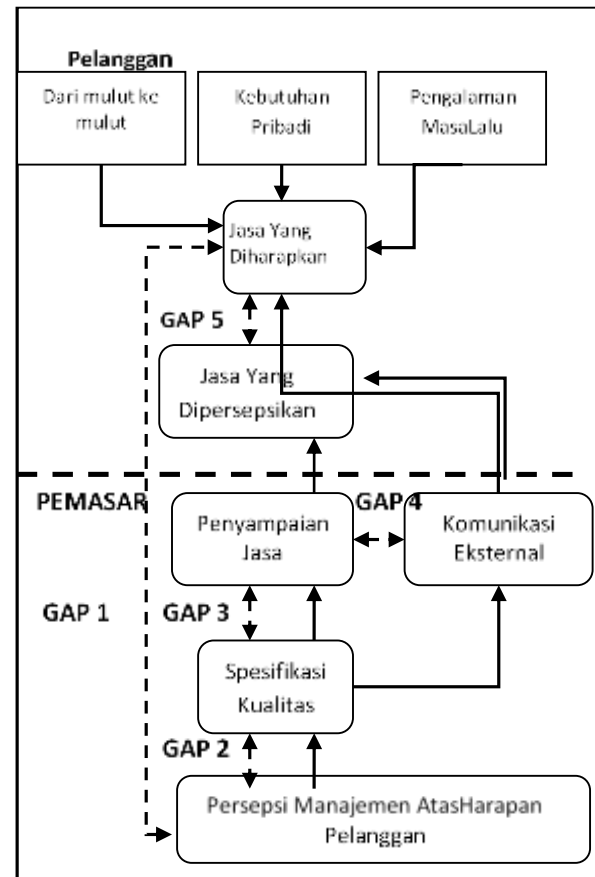 Pelanggan
Dari mulut ke
mulut
Kebutuhan
Pribadi
Pengalaman
MasaLalu
Jasa Yang
Diharapkan
GAP 5
Jasa Yang
Dipersepsikan
PEMASAR
Penyampaian
Jasa
GAP 4
Komunikasi
Eksternal
GAP 1
GAP 3
Spesifikasi
Kualitas
GAP 2
Persepsi Manajemen AtasHarapan
Pelanggan